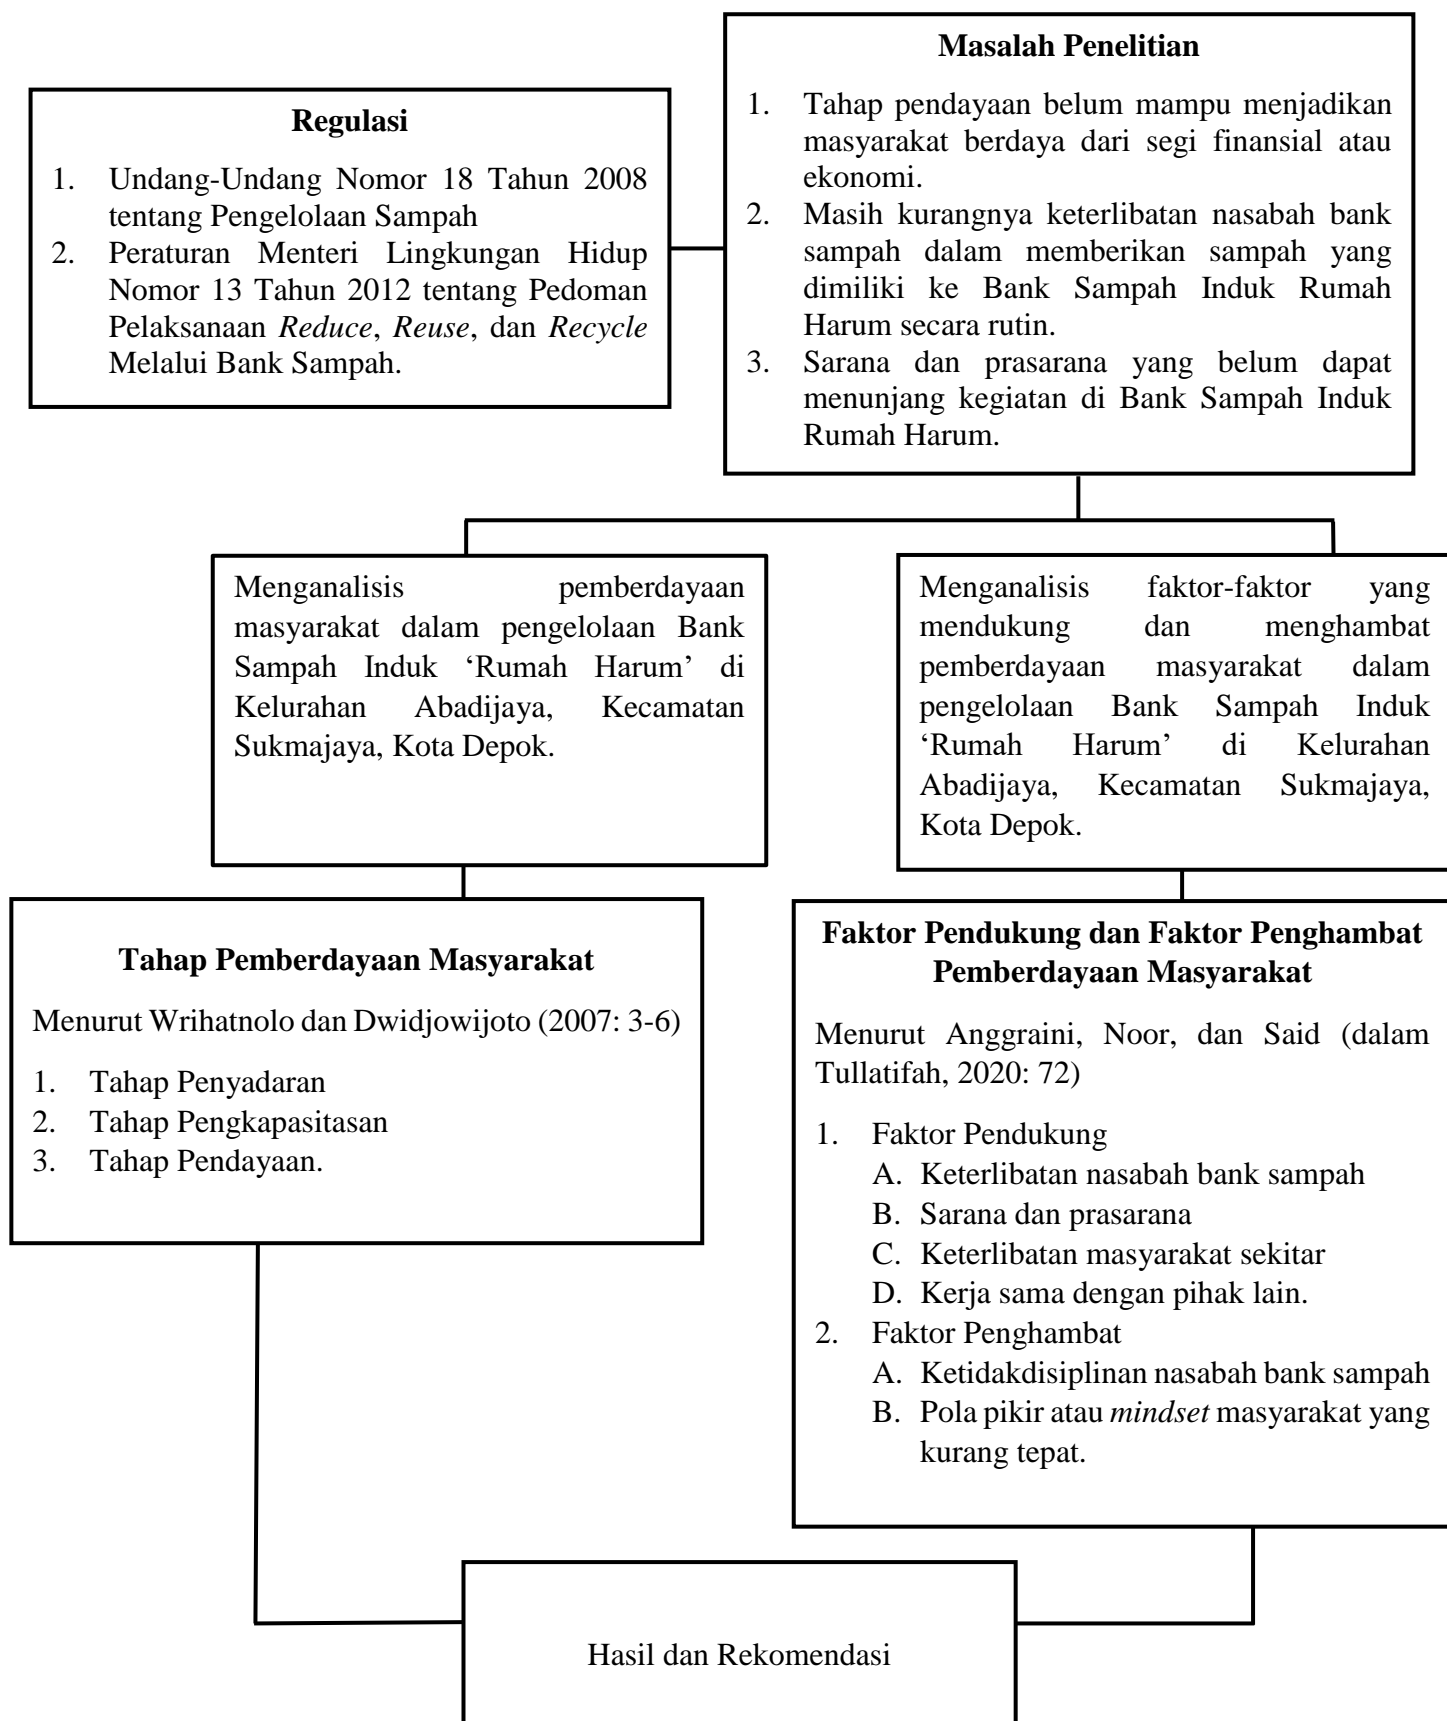 Masalah Penelitian
1. Tahap pendayaan belum mampu menjadikan
masyarakat berdaya dari segi finansial atau
ekonomi.
2. Masih kurangnya keterlibatan nasabah bank
sampah dalam memberikan sampah yang
dimiliki ke Bank Sampah Induk Rumah
Harum secara rutin.
3. Sarana dan prasarana yang belum dapat
menunjang kegiatan di Bank Sampah Induk
Rumah Harum.
Regulasi
1. Undang-Undang Nomor 18 Tahun 2008
tentang Pengelolaan Sampah
2. Peraturan Menteri Lingkungan Hidup
Nomor 13 Tahun 2012 tentang Pedoman
Pelaksanaan Reduce, Reuse, dan Recycle
Melalui Bank Sampah.
Menganalisis pemberdayaan
masyarakat dalam pengelolaan Bank
Sampah Induk ‘Rumah Harum’ di
Kelurahan Abadijaya, Kecamatan
Sukmajaya, Kota Depok.
Menganalisis faktor-faktor yang
mendukung dan menghambat
pemberdayaan masyarakat dalam
pengelolaan Bank Sampah Induk
‘Rumah Harum’ di Kelurahan
Abadijaya, Kecamatan Sukmajaya,
Kota Depok.
Tahap Pemberdayaan Masyarakat
Menurut Wrihatnolo dan Dwidjowijoto (2007: 3-6)
1. Tahap Penyadaran
2. Tahap Pengkapasitasan
3. Tahap Pendayaan.
Faktor Pendukung dan Faktor Penghambat
Pemberdayaan Masyarakat
Menurut Anggraini, Noor, dan Said (dalam
Tullatifah, 2020: 72)
1. Faktor Pendukung
A. Keterlibatan nasabah bank sampah
B. Sarana dan prasarana
C. Keterlibatan masyarakat sekitar
D. Kerja sama dengan pihak lain.
2. Faktor Penghambat
A. Ketidakdisiplinan nasabah bank sampah
B. Pola pikir atau mindset masyarakat yang
kurang tepat.
Hasil dan Rekomendasi